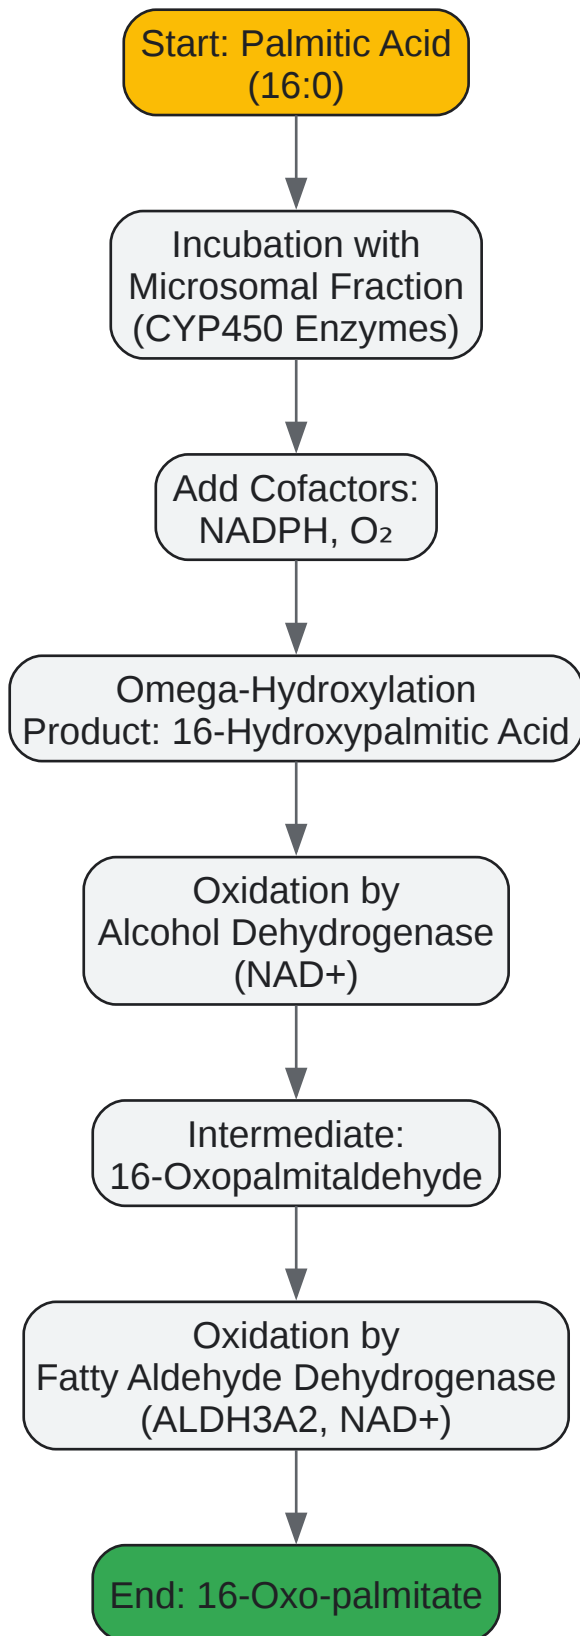 Start: Palmitic Acid
(16:0)
Incubation with
Microsomal Fraction
(CYP450 Enzymes)
Add Cofactors:
NADPH, O₂
Omega-Hydroxylation
Product: 16-Hydroxypalmitic Acid
Oxidation by
Alcohol Dehydrogenase
(NAD+)
Intermediate:
16-Oxopalmitaldehyde
Oxidation by
Fatty Aldehyde Dehydrogenase
(ALDH3A2, NAD+)
End: 16-Oxo-palmitate